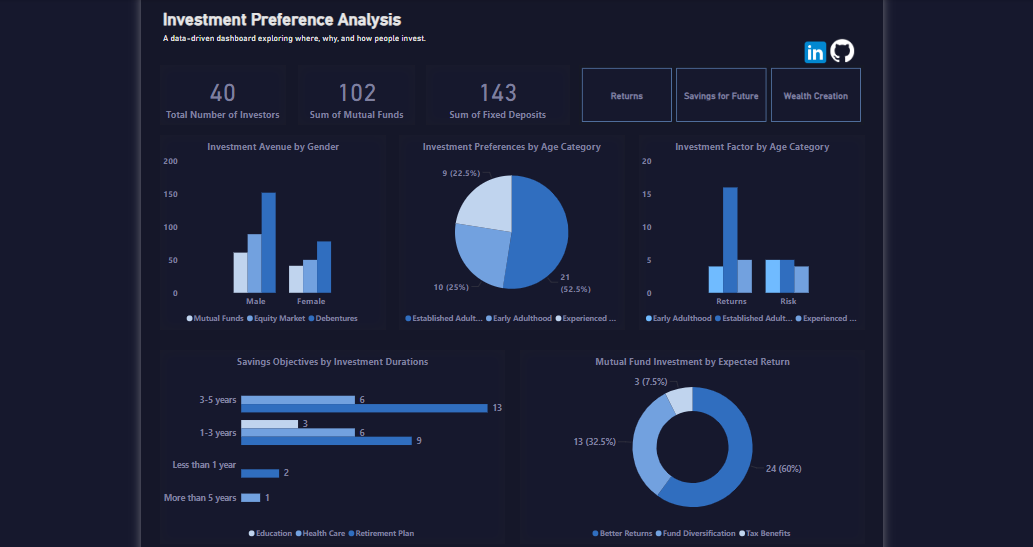 Investment Preference Analysis
A data-driven dashboard exploring where, why, and how people invest.
in
40
Total Number of Investors
102
Sum of Mutual Funds
143
Sum of Fixed Deposits
Returns
Savings for Future
Wealth Creation
Investment Avenue by Gender
200
150
100
50
0
Male
Female
Mutual Funds
Equity Market
Debentures
Investment Preferences by Age Category
9 (22.5%)
10 (25%)
21
(52.5%)
Established Adult...
Early Adulthood
Experienced ...
Investment Factor by Age Category
20
15
10
5
0
Returns
Risk
Early Adulthood
Established Adult...
Experienced ...
Savings Objectives by Investment Durations
3-5 years
6
13
1-3 years
3
6
9
Less than 1 year
2
More than 5 years
1
Education
Health Care
Retirement Plan
Mutual Fund Investment by Expected Return
3 (7.5%)
13 (32.5%)
24 (60%)
Better Returns
Fund Diversification
Tax Benefits